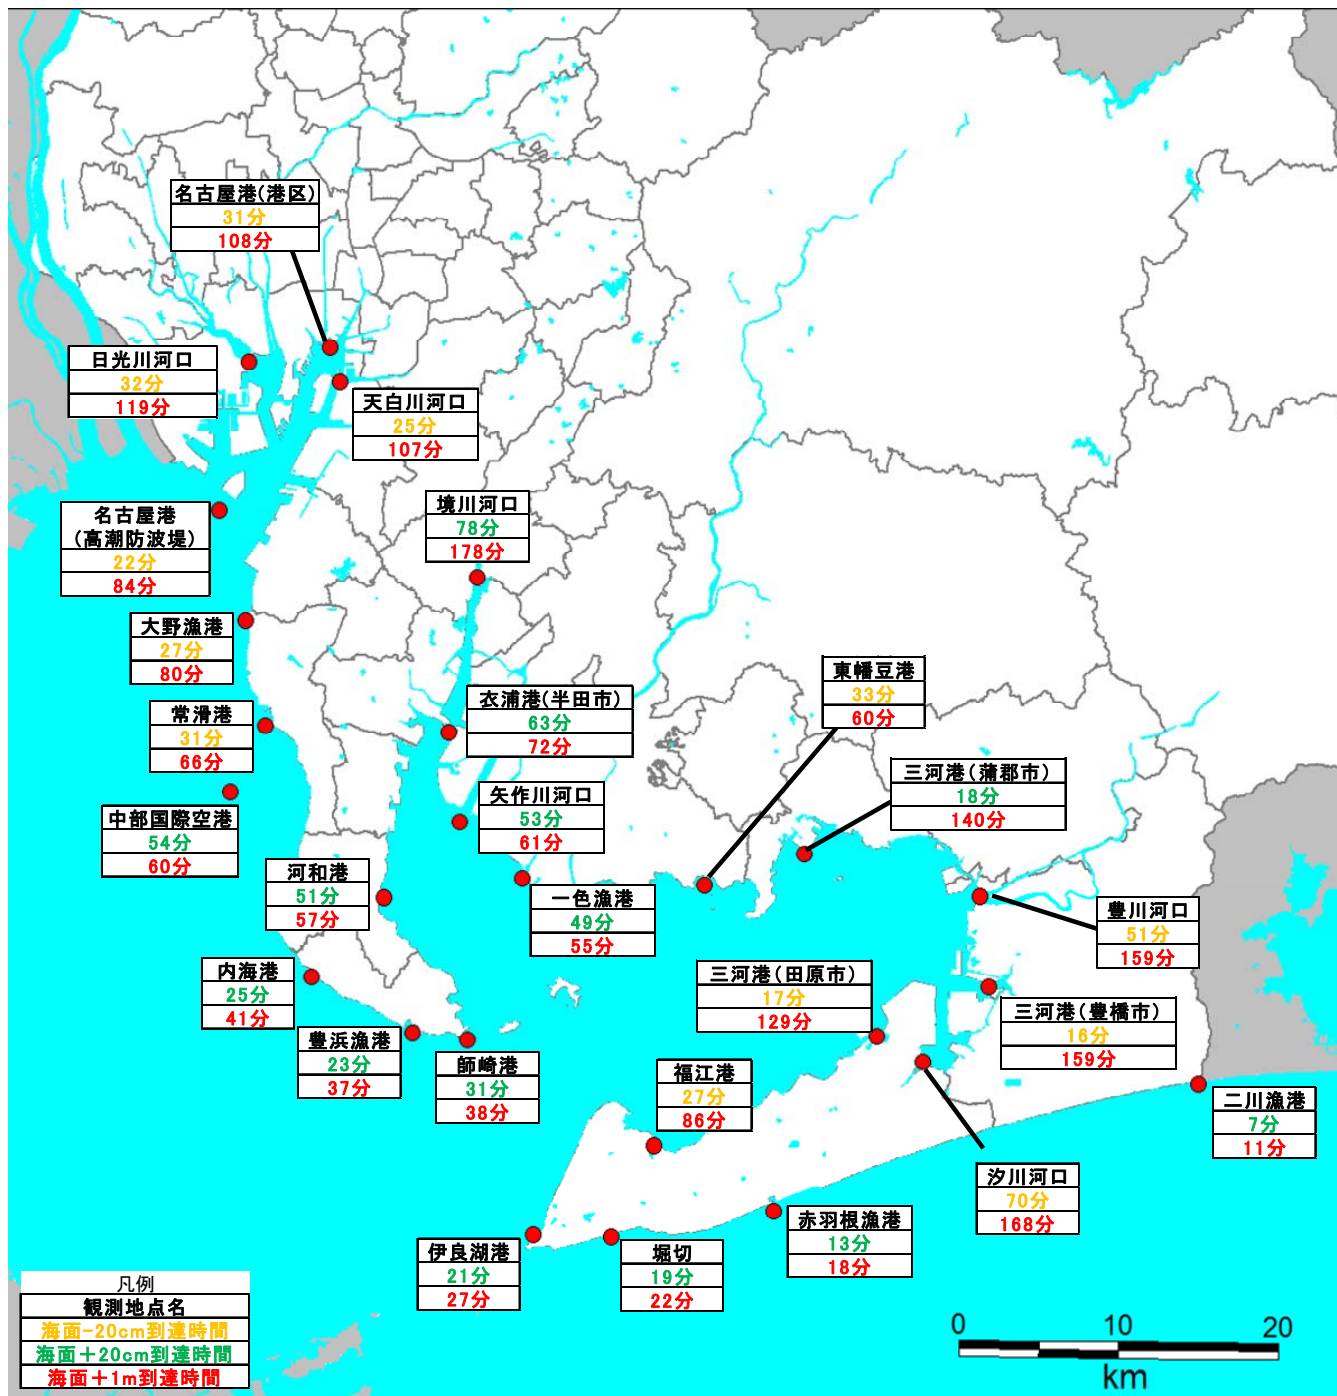 名古屋港(港区)
31分
108分
日光川河口
32分
119分
天白川河口
25分
107分
名古屋港
(高潮防波堤)
22分
84分
境川河口
78分
178分
大野漁港
27分
80分
常滑港
31分
66分
衣浦港(半田市)
63分
72分
東幡豆港
33分
60分
三河港(蒲郡市)
18分
140分
中部国際空港
54分
60分
矢作川河口
53分
61分
河和港
51分
57分
一色漁港
49分
55分
豊川河口
51分
159分
内海港
25分
41分
三河港(田原市)
17分
129分
三河港(豊橋市)
16分
159分
豊浜漁港
23分
37分
師崎港
31分
38分
福江港
27分
86分
二川漁港
7分
11分
汐川河口
70分
168分
赤羽根漁港
13分
18分
伊良湖港
21分
27分
堀切
19分
22分
凡例
観測地点名
海面-20cm到達時間
海面+20cm到達時間
海面+1m到達時間
0 10 20
km